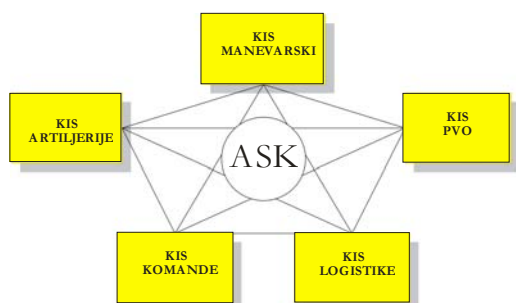 KIS
MANEVARSKI
KIS
ARTILJERIJE
KIS
PVO
ASK
KIS
KOMANDE
KIS
LOGISTIKE